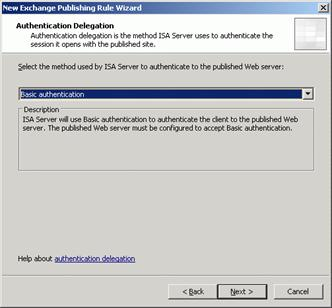 New Exchange Publishing Rule Wizard
Authentication Delegation
Authentication delegation is the method ISA Server uses to authenticate the
session it opens with the published site.
Select the method used by ISA Server to authenticate to the published Web server:
Basic authentication
Description
ISA Server will use Basic authentication to authenticate the client to the published Web
server. The published Web server must be configured to accept Basic authentication.
Help about authentication delegation
< Back
Next >
Cancel